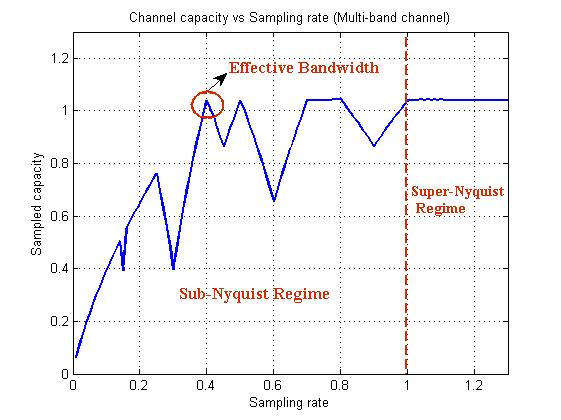 Channel capacity vs Sampling rate (Multi-band channel)
Effective Bandwidth
Super-Nyquist
Regime
Sub-Nyquist Regime
Sampled capacity
1.2
1
0.8
0.6
0.4
0.2
0
0 0.2 0.4 0.6 0.8 1 1.2
Sampling rate